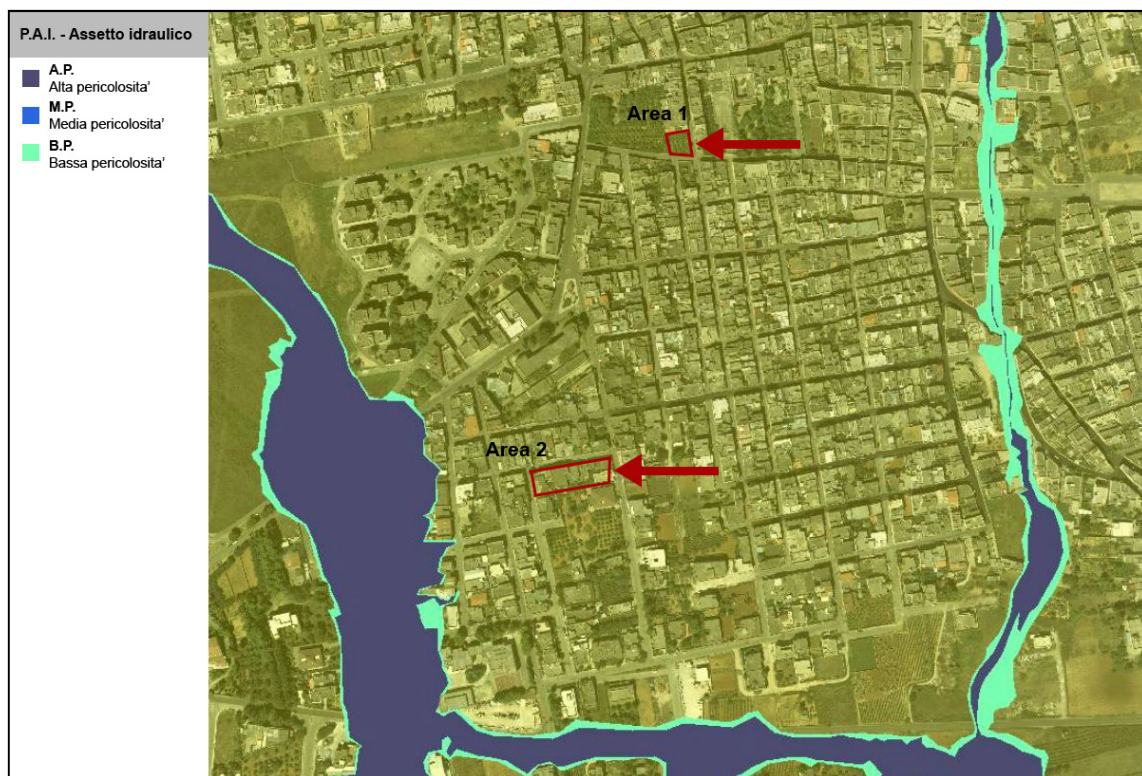 P.A.I. - Assetto idraulico
A.P.
Alta pericolosita'
M.P.
Media pericolosita'
B.P.
Bassa pericolosita'
Area 1
Area 2